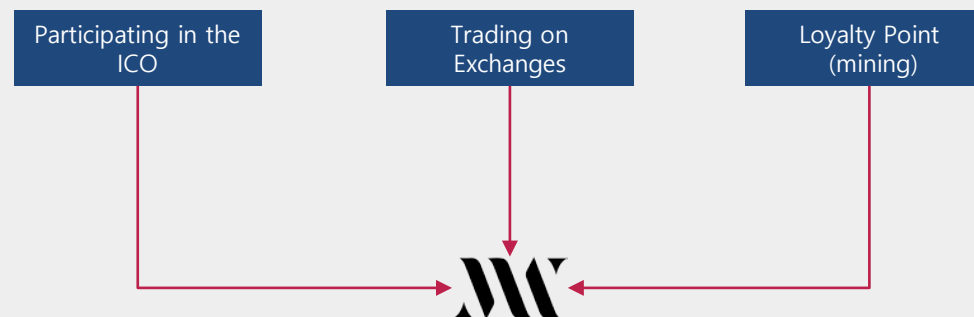 Participating in the
ICO
Trading on
Exchanges
Loyalty Point
(mining)